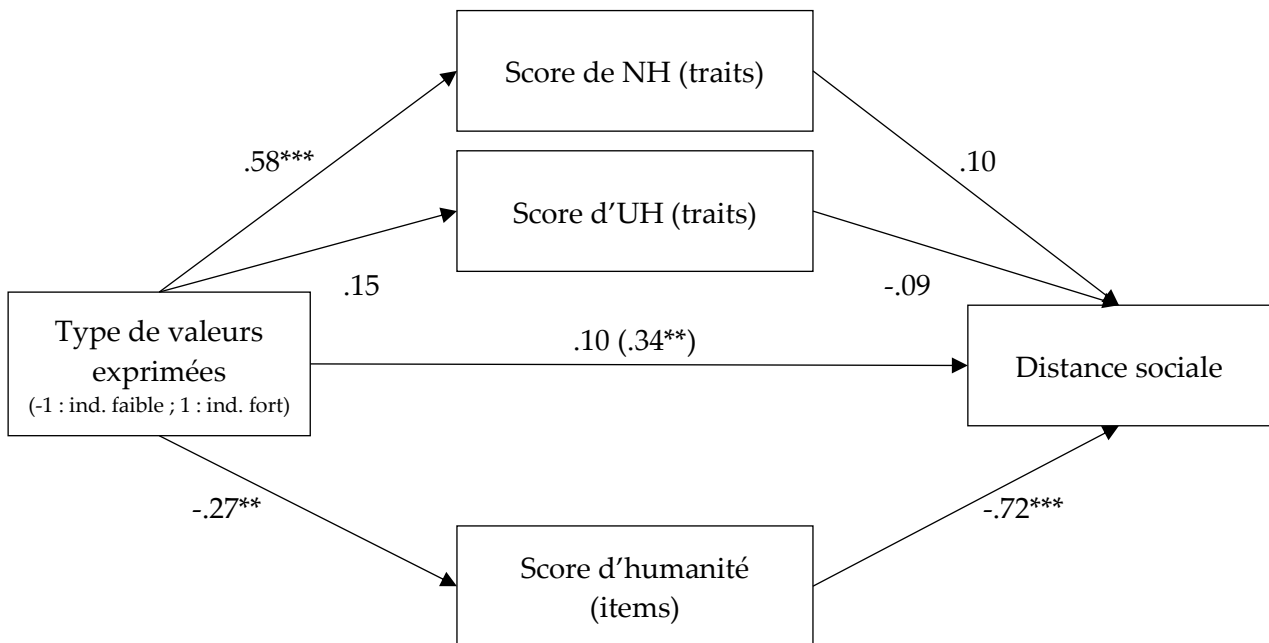 Score de NH (traits)
.58***
.10
Score d’UH (traits)
.15
-.09
Type de valeurs
exprimées
(-1 : ind. faible ; 1 : ind. fort)
.10 (.34**)
Distance sociale
-.27**
-.72***
Score d’humanité
(items)